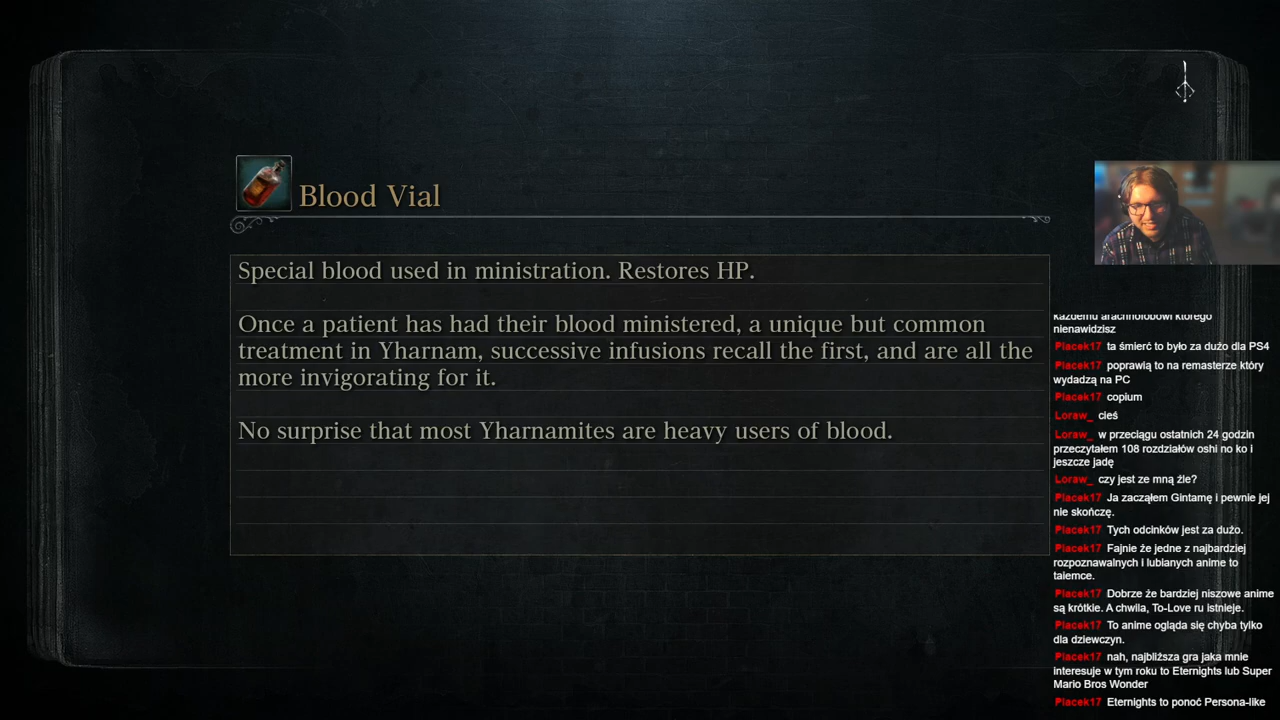 Blood Vial
Special blood used in ministration. Restores HP.
Once a patient has had their blood ministered, a unique but common
treatment in Yharnam, successive infusions recall the first, and are all the
more invigorating for it.
No surprise that most Yharnamites are heavy users of blood.
każdemu arachnofobowi którego
nienawidzisz
Placek17 ta śmierć to było za dużo dla PS4
Placek17 poprawią to na remasterze który
wydadzą na PC
Placek17 copium
Loraw_ cieś
Loraw_ w przeciągu ostatnich 24 godzin
przeczytałem 108 rozdziałów oshi no ko i
jeszcze jadę
Loraw_ czy jest ze mną źle?
Placek17 Ja zacząłem Gintamę i pewnie jej
nie skończę.
Placek17 Tych odcinków jest za dużo.
Placek17 Fajnie że jedne z najbardziej
rozpoznawalnych i lubianych anime to
taiemce.
Placek17 Dobrze że bardziej niszowe anime
są krótkie. A chwila, To-Love ru istnieje.
Placek17 To anime ogląda się chyba tylko
dla dziewczyn.
Placek17 nah, najbliższa gra jaka mnie
interesuje w tym roku to Eternights lub Super
Mario Bros Wonder
Placek17 Eternights to ponoć Persona-like